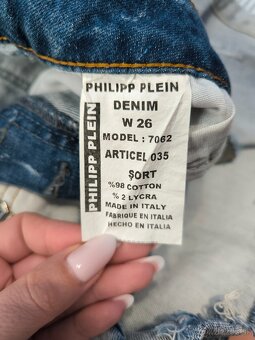 PHILIPP PLEIN
DENIM
W 26
MODEL : 7062
ARTICEL 035
ŞORT
%98 COTTON
% 2 LYCRA
MADE IN ITALY
FABRIQUE EN ITALIA
HECHO EN ITALIA
PHILIPP PLEIN